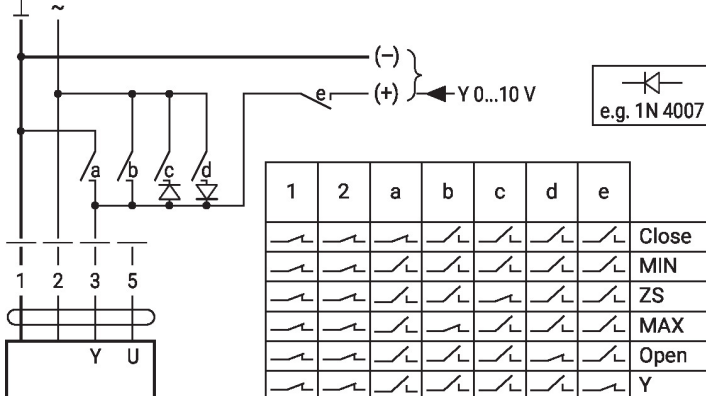 ⊥ ~
(−)
e (+) Y 0...10 V
e.g. 1N 4007
a b c d
1 2 a b c d e
Close
MIN
1 2 3 5 ZS
MAX
Y U Open
Y